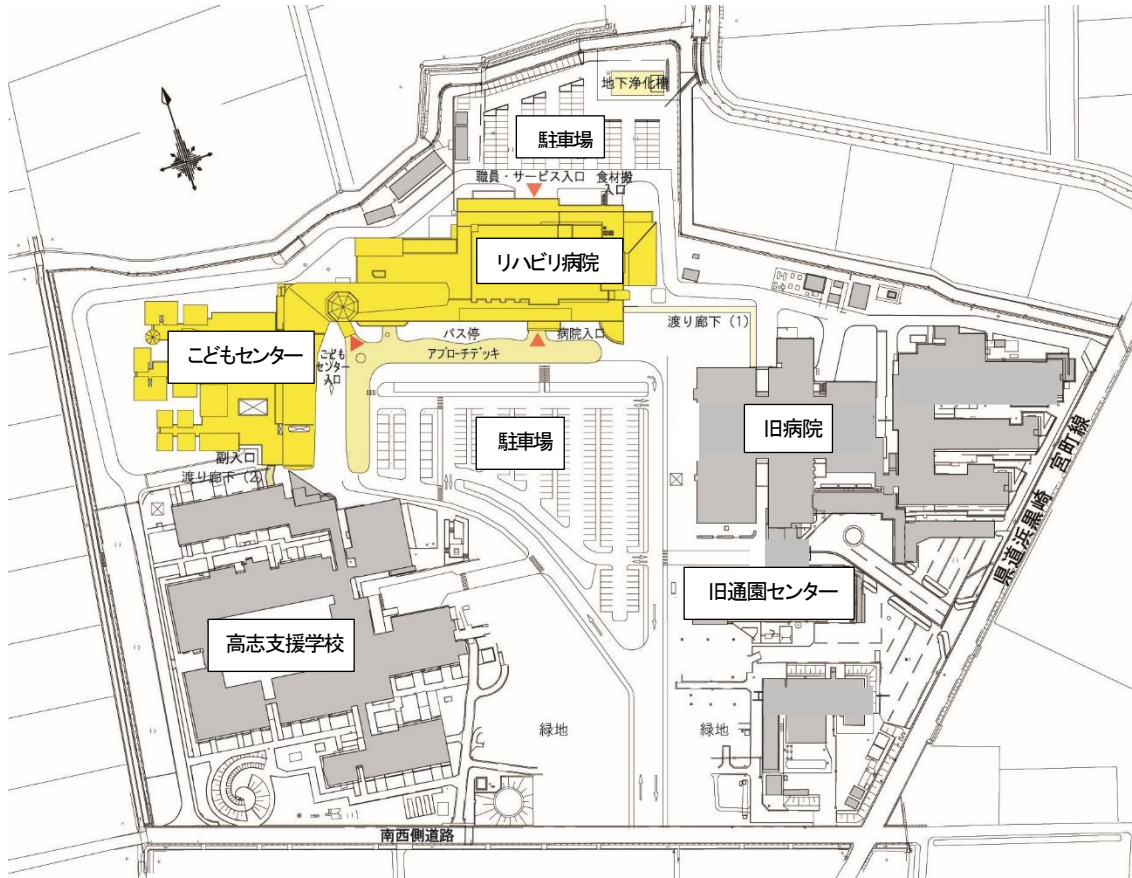 地下浄化槽
駐車場
職員・サービス入口
食材搬
入口
リハビリ病院
渡り廊下(1)
バス停
病院入口
アプローチデッキ
こどもセンター
こども
センター
入口
旧病院
駐車場
副入口
渡り廊下(2)
県道浜黒崎 宮町線
旧通園センター
高志支援学校
緑地
緑地
南西側道路